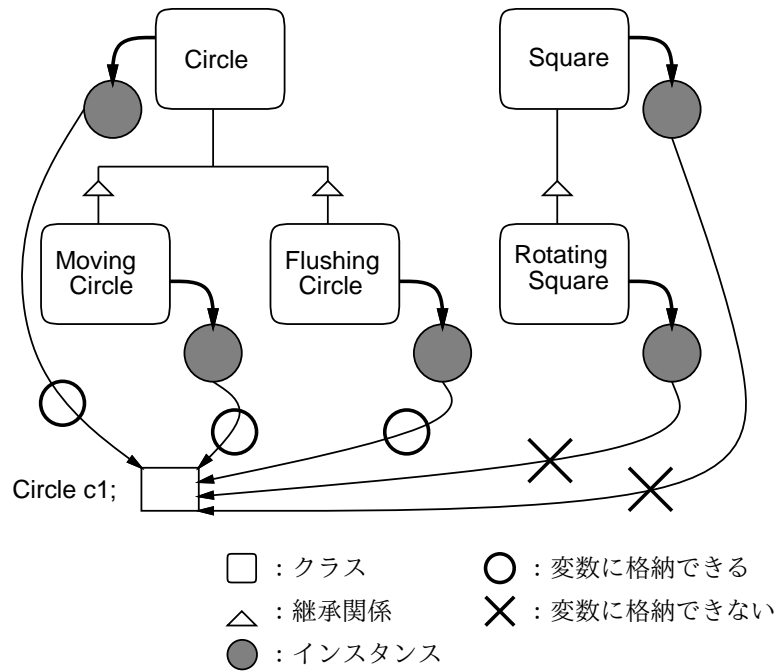 Circle
Square
Moving
Circle
Flushing
Circle
Rotating
Square
Circle c1;
：クラス
：変数に格納できる
：継承関係
：変数に格納できない
：インスタンス